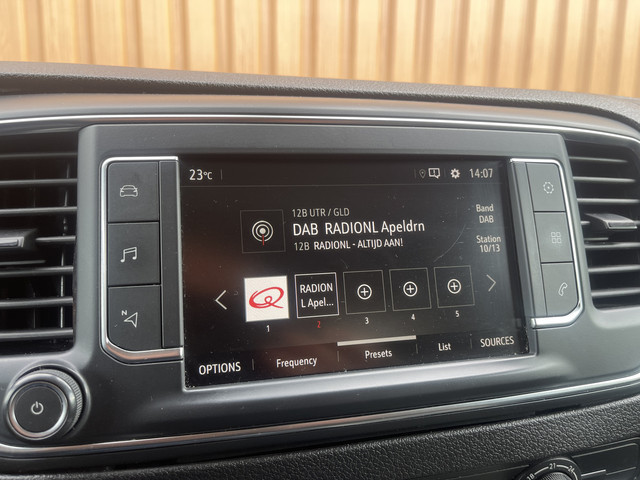 23°C
14:07
12B UTR / GLD
DAB RADIONL Apeldrn
12B RADIONL - ALTIJD AAN!
Band
DAB
Station
10/13
RADION
L Apel...
1 2 3 4 5
OPTIONS Frequency Presets List SOURCES
21